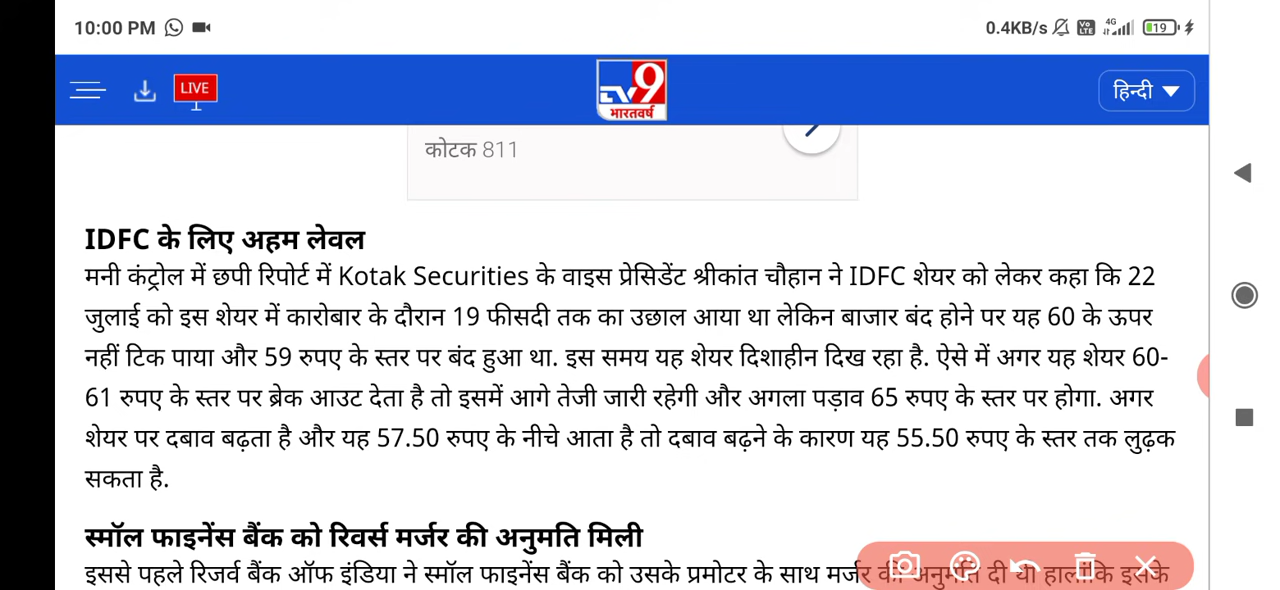 10:00 PM
0.4KB/s 4G 19
LIVE
TV9
भारतवर्ष
हिन्दी
कोटक 811
IDFC के लिए अहम लेवल
मनी कंट्रोल में छपी रिपोर्ट में Kotak Securities के वाइस प्रेसिडेंट श्रीकांत चौहान ने IDFC शेयर को लेकर कहा कि 22
जुलाई को इस शेयर में कारोबार के दौरान 19 फीसदी तक का उछाल आया था लेकिन बाजार बंद होने पर यह 60 के ऊपर
नहीं टिक पाया और 59 रुपए के स्तर पर बंद हुआ था. इस समय यह शेयर दिशाहीन दिख रहा है. ऐसे में अगर यह शेयर 60-
61 रुपए के स्तर पर ब्रेक आउट देता है तो इसमें आगे तेजी जारी रहेगी और अगला पड़ाव 65 रुपए के स्तर पर होगा. अगर
शेयर पर दबाव बढ़ता है और यह 57.50 रुपए के नीचे आता है तो दबाव बढ़ने के कारण यह 55.50 रुपए के स्तर तक लुढ़क
सकता है.
स्मॉल फाइनेंस बैंक को रिवर्स मर्जर की अनुमति मिली
इससे पहले रिजर्व बैंक ऑफ इंडिया ने स्मॉल फाइनेंस बैंक को उसके प्रमोटर के साथ मर्जर की अनुमति दी थी हालांकि इसके